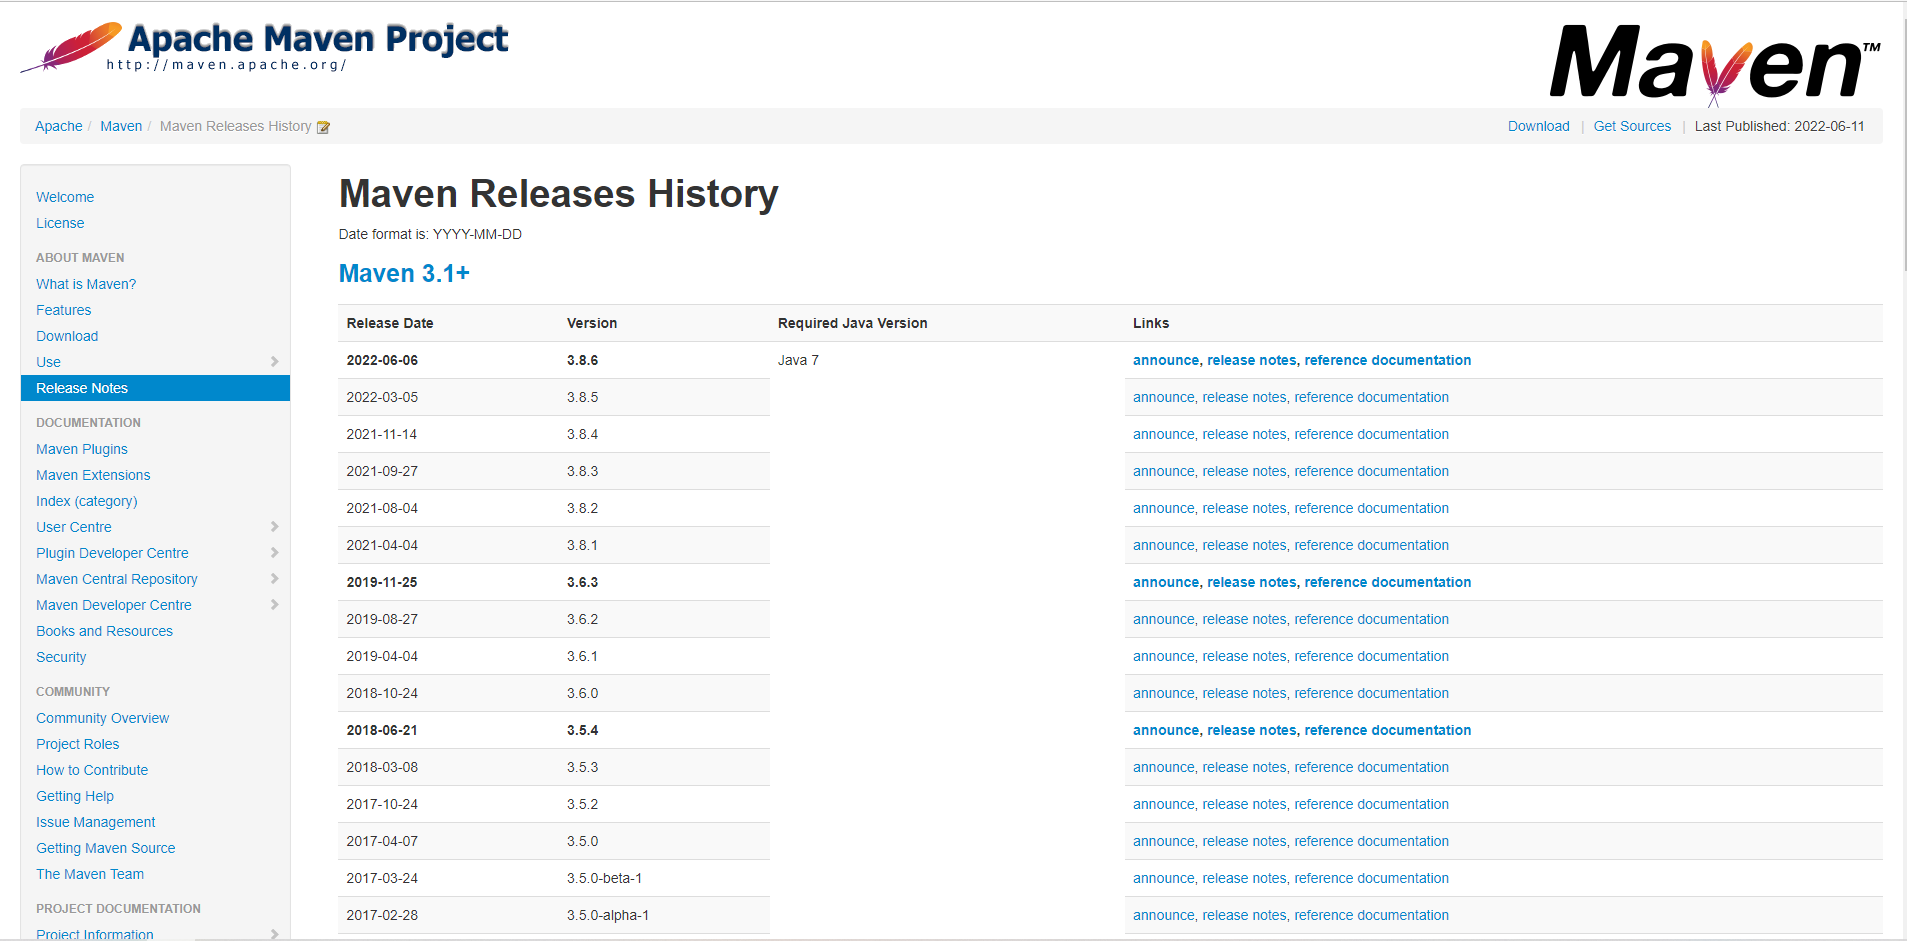 Apache Maven Project
http://maven.apache.org/
Maven™
Apache / Maven / Maven Releases History
Download | Get Sources | Last Published: 2022-06-11
Welcome
License
ABOUT MAVEN
What is Maven?
Features
Download
Use
Release Notes
DOCUMENTATION
Maven Plugins
Maven Extensions
Index (category)
User Centre
Plugin Developer Centre
Maven Central Repository
Maven Developer Centre
Books and Resources
Security
COMMUNITY
Community Overview
Project Roles
How to Contribute
Getting Help
Issue Management
Getting Maven Source
The Maven Team
PROJECT DOCUMENTATION
Project Information
Maven Releases History
Date format is: YYYY-MM-DD
Maven 3.1+
Release Date Version Required Java Version Links
2022-06-06 3.8.6 Java 7 announce, release notes, reference documentation
2022-03-05 3.8.5 announce, release notes, reference documentation
2021-11-14 3.8.4 announce, release notes, reference documentation
2021-09-27 3.8.3 announce, release notes, reference documentation
2021-08-04 3.8.2 announce, release notes, reference documentation
2021-04-04 3.8.1 announce, release notes, reference documentation
2019-11-25 3.6.3 announce, release notes, reference documentation
2019-08-27 3.6.2 announce, release notes, reference documentation
2019-04-04 3.6.1 announce, release notes, reference documentation
2018-10-24 3.6.0 announce, release notes, reference documentation
2018-06-21 3.5.4 announce, release notes, reference documentation
2018-03-08 3.5.3 announce, release notes, reference documentation
2017-10-24 3.5.2 announce, release notes, reference documentation
2017-04-07 3.5.0 announce, release notes, reference documentation
2017-03-24 3.5.0-beta-1 announce, release notes, reference documentation
2017-02-28 3.5.0-alpha-1 announce, release notes, reference documentation